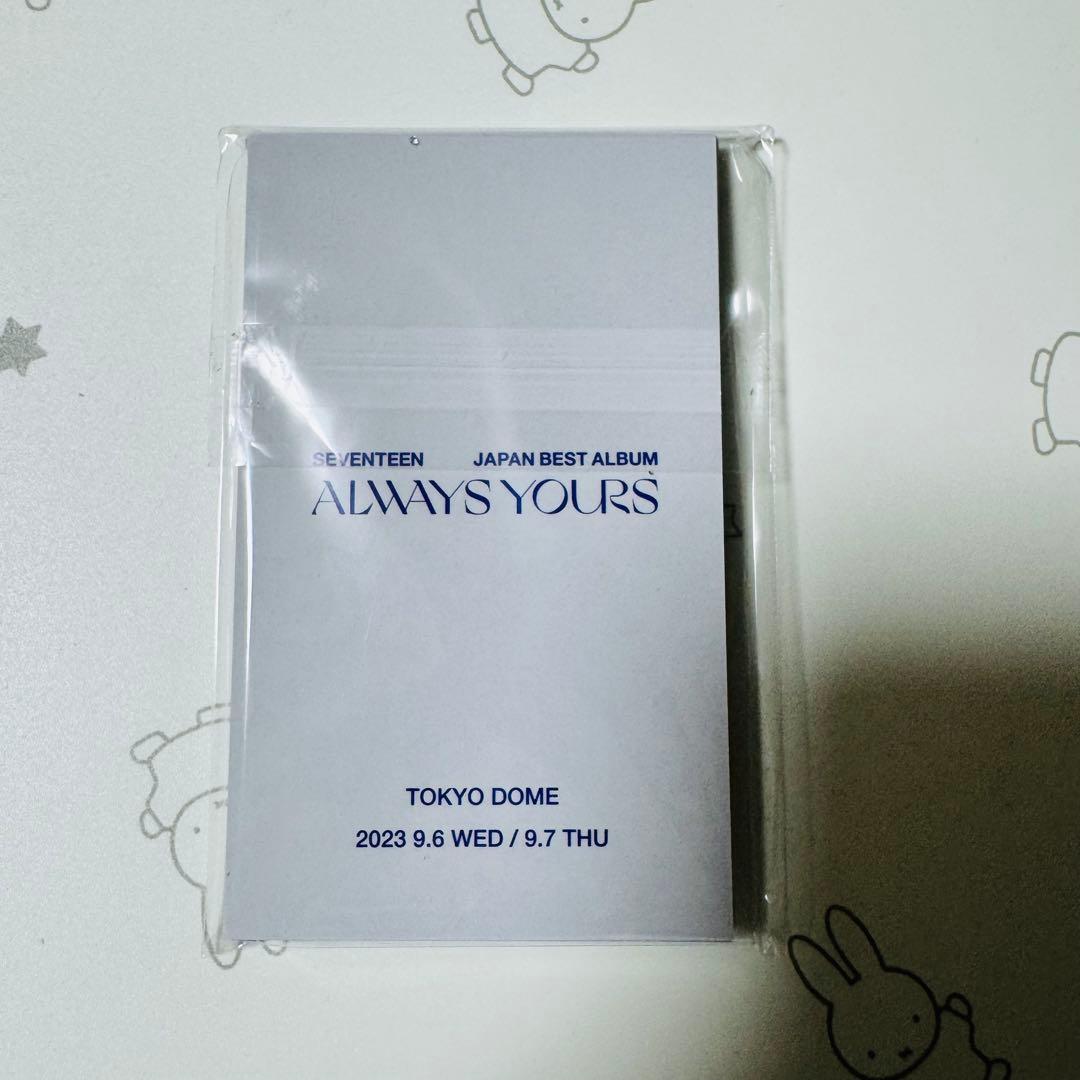 SEVENTEEN JAPAN BEST ALBUM
ALWAYS YOURS
TOKYO DOME
2023 9.6 WED / 9.7 THU